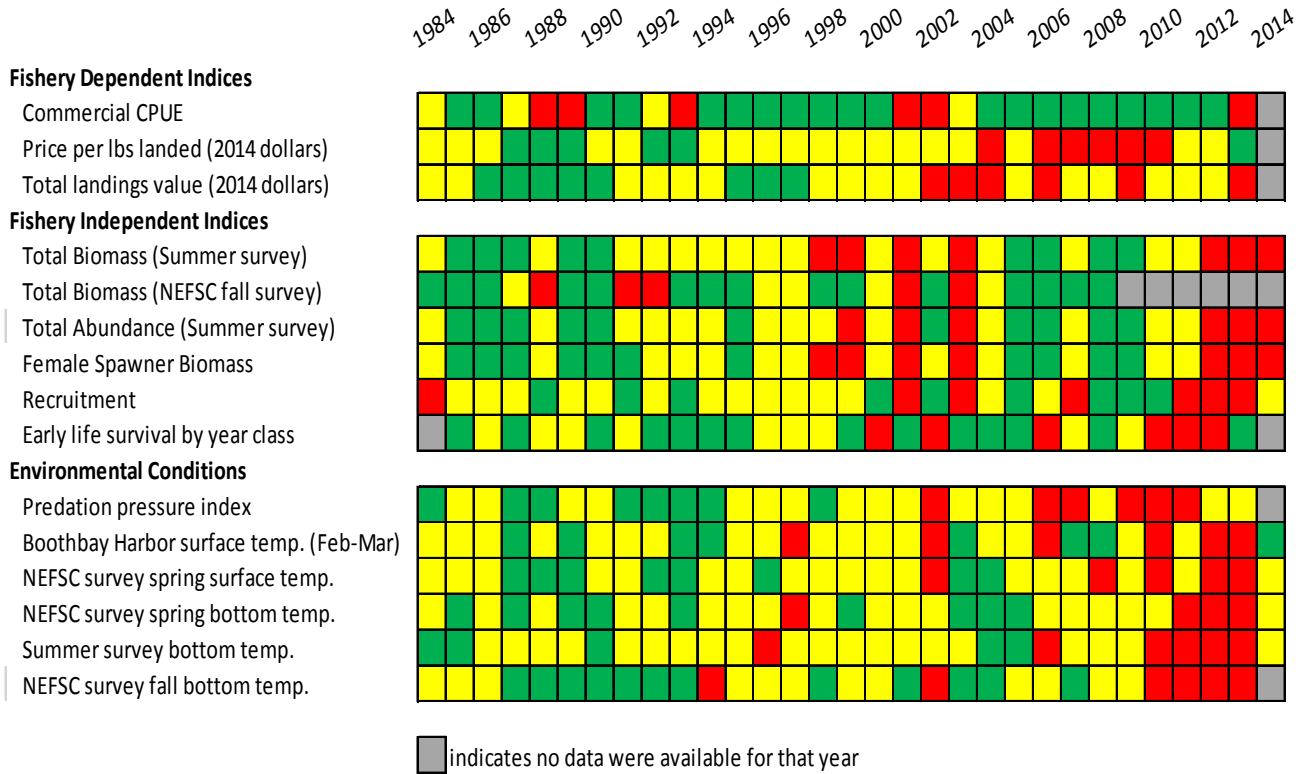 1984 1986 1988 1990 1992 1994 1996 1998 2000 2002 2004 2006 2008 2010 2012 2014
Fishery Dependent Indices
Commercial CPUE
Price per lbs landed (2014 dollars)
Total landings value (2014 dollars)
Fishery Independent Indices
Total Biomass (Summer survey)
Total Biomass (NEFSC fall survey)
Total Abundance (Summer survey)
Female Spawner Biomass
Recruitment
Early life survival by year class
Environmental Conditions
Predation pressure index
Boothbay Harbor surface temp. (Feb-Mar)
NEFSC survey spring surface temp.
NEFSC survey spring bottom temp.
Summer survey bottom temp.
NEFSC survey fall bottom temp.
indicates no data were available for that year